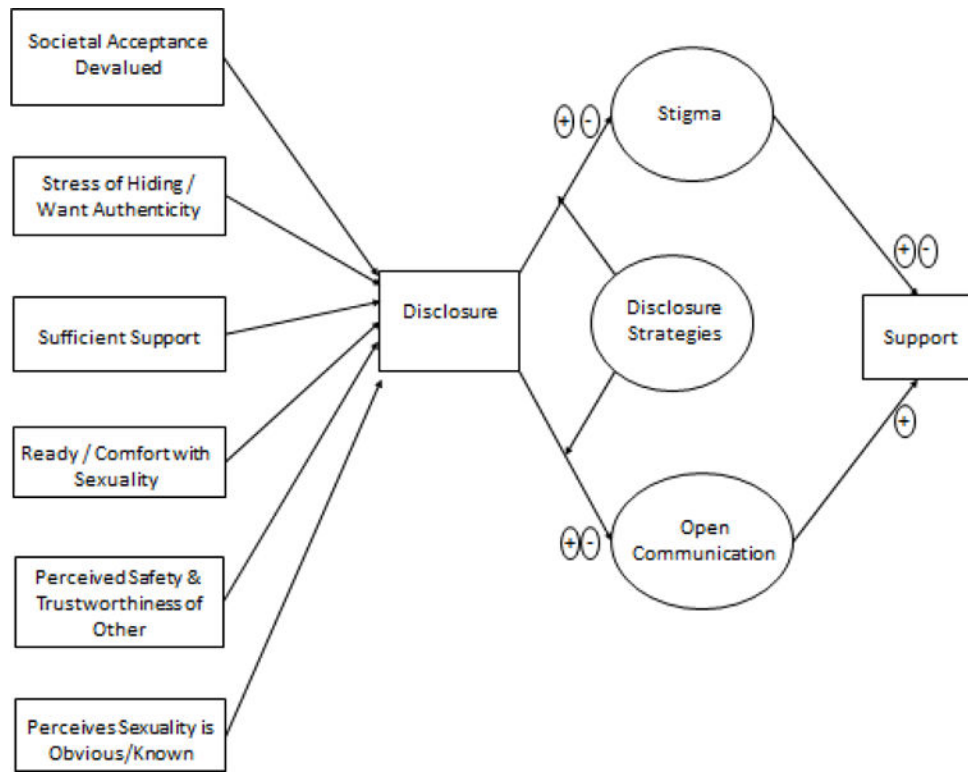 Societal Acceptance
Devalued
Stress of Hiding /
Want Authenticity
Sufficient Support
Ready / Comfort with
Sexuality
Perceived Safety &
Trustworthiness of
Other
Perceives Sexuality is
Obvious/Known
Disclosure
+ -
Stigma
Disclosure
Strategies
+ -
Open
Communication
+ -
Support
+